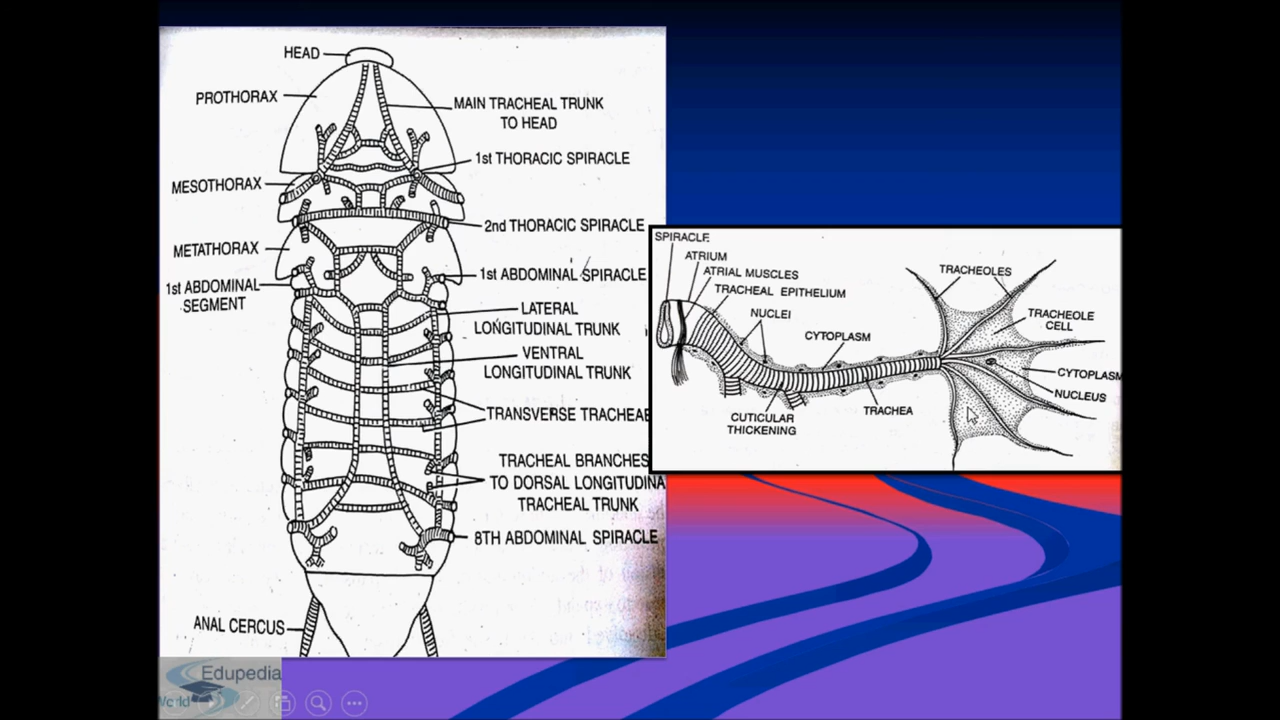 HEAD
PROTHORAX
MAIN TRACHEAL TRUNK
TO HEAD
1st THORACIC SPIRACLE
MESOTHORAX
2nd THORACIC SPIRACLE
METATHORAX
1st ABDOMINAL SPIRACLE
1st ABDOMINAL
SEGMENT
LATERAL
LONGITUDINAL TRUNK
VENTRAL
LONGITUDINAL TRUNK
TRANSVERSE TRACHEAE
TRACHEAL BRANCHES
TO DORSAL LONGITUDINA
TRACHEAL TRUNK
8TH ABDOMINAL SPIRACLE
ANAL CERCUS
SPIRACLE
ATRIUM
ATRIAL MUSCLES
TRACHEAL EPITHELIUM
NUCLEI
CYTOPLASM
TRACHEOLES
TRACHEOLE
CELL
CYTOPLASM
NUCLEUS
TRACHEA
CUTICULAR
THICKENING
Edupedia
World